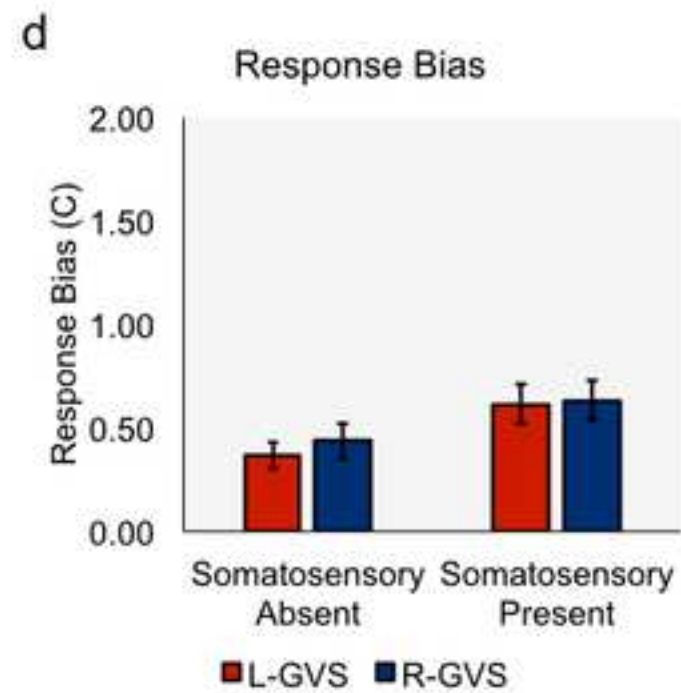 d
Response Bias
Response Bias (C)
2.00
1.50
1.00
0.50
0.00
Somatosensory Absent
Somatosensory Present
L-GVS
R-GVS